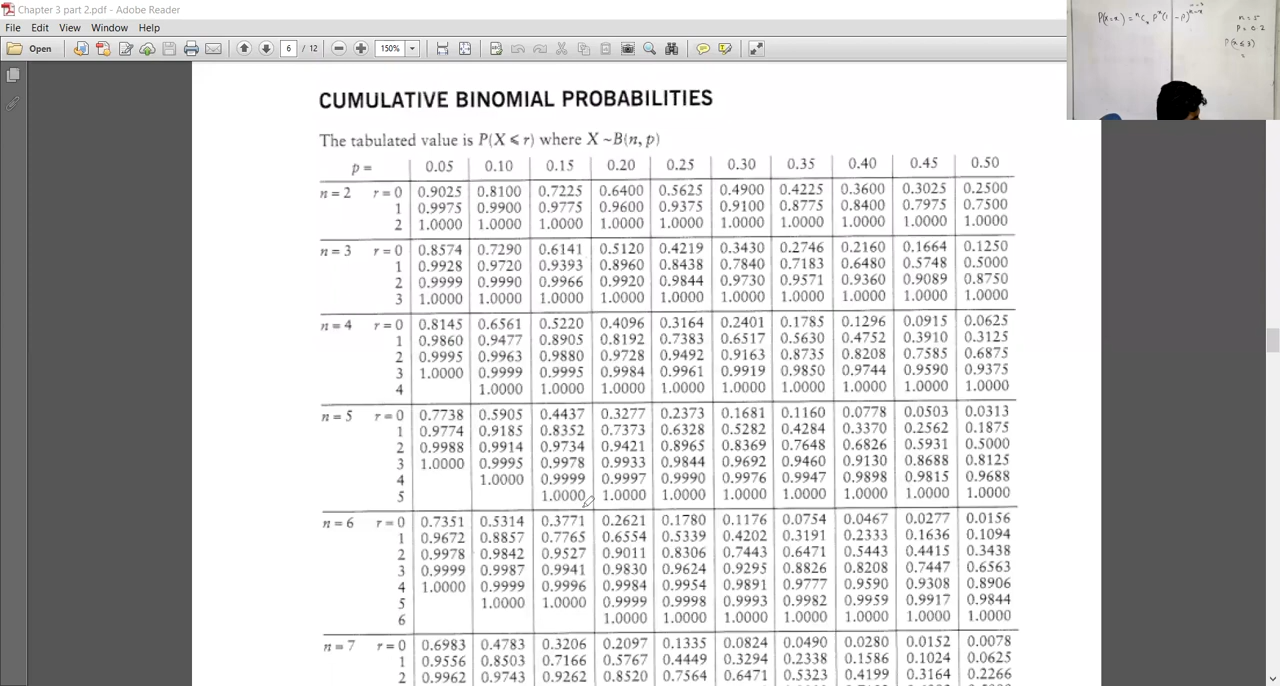 Chapter 3 part 2.pdf - Adobe Reader
File Edit View Window Help
Open 6 / 12 150%
P(X=x) = ⁿCₓ pˣ (1-p)ⁿ⁻ˣ
n = 5
p = 0.2
P(x ≤ 3)
=
CUMULATIVE BINOMIAL PROBABILITIES
The tabulated value is P(X ⩽ r) where X ~B(n, p)
p = 0.05 0.10 0.15 0.20 0.25 0.30 0.35 0.40 0.45 0.50
n = 2 r = 0 0.9025 0.8100 0.7225 0.6400 0.5625 0.4900 0.4225 0.3600 0.3025 0.2500
1 0.9975 0.9900 0.9775 0.9600 0.9375 0.9100 0.8775 0.8400 0.7975 0.7500
2 1.0000 1.0000 1.0000 1.0000 1.0000 1.0000 1.0000 1.0000 1.0000 1.0000
n = 3 r = 0 0.8574 0.7290 0.6141 0.5120 0.4219 0.3430 0.2746 0.2160 0.1664 0.1250
1 0.9928 0.9720 0.9393 0.8960 0.8438 0.7840 0.7183 0.6480 0.5748 0.5000
2 0.9999 0.9990 0.9966 0.9920 0.9844 0.9730 0.9571 0.9360 0.9089 0.8750
3 1.0000 1.0000 1.0000 1.0000 1.0000 1.0000 1.0000 1.0000 1.0000 1.0000
n = 4 r = 0 0.8145 0.6561 0.5220 0.4096 0.3164 0.2401 0.1785 0.1296 0.0915 0.0625
1 0.9860 0.9477 0.8905 0.8192 0.7383 0.6517 0.5630 0.4752 0.3910 0.3125
2 0.9995 0.9963 0.9880 0.9728 0.9492 0.9163 0.8735 0.8208 0.7585 0.6875
3 1.0000 0.9999 0.9995 0.9984 0.9961 0.9919 0.9850 0.9744 0.9590 0.9375
4 1.0000 1.0000 1.0000 1.0000 1.0000 1.0000 1.0000 1.0000 1.0000
n = 5 r = 0 0.7738 0.5905 0.4437 0.3277 0.2373 0.1681 0.1160 0.0778 0.0503 0.0313
1 0.9774 0.9185 0.8352 0.7373 0.6328 0.5282 0.4284 0.3370 0.2562 0.1875
2 0.9988 0.9914 0.9734 0.9421 0.8965 0.8369 0.7648 0.6826 0.5931 0.5000
3 1.0000 0.9995 0.9978 0.9933 0.9844 0.9692 0.9460 0.9130 0.8688 0.8125
4 1.0000 0.9999 0.9997 0.9990 0.9976 0.9947 0.9898 0.9815 0.9688
5 1.0000 1.0000 1.0000 1.0000 1.0000 1.0000 1.0000 1.0000
n = 6 r = 0 0.7351 0.5314 0.3771 0.2621 0.1780 0.1176 0.0754 0.0467 0.0277 0.0156
1 0.9672 0.8857 0.7765 0.6554 0.5339 0.4202 0.3191 0.2333 0.1636 0.1094
2 0.9978 0.9842 0.9527 0.9011 0.8306 0.7443 0.6471 0.5443 0.4415 0.3438
3 0.9999 0.9987 0.9941 0.9830 0.9624 0.9295 0.8826 0.8208 0.7447 0.6563
4 1.0000 0.9999 0.9996 0.9984 0.9954 0.9891 0.9777 0.9590 0.9308 0.8906
5 1.0000 1.0000 0.9999 0.9998 0.9993 0.9982 0.9959 0.9917 0.9844
6 1.0000 1.0000 1.0000 1.0000 1.0000 1.0000 1.0000
n = 7 r = 0 0.6983 0.4783 0.3206 0.2097 0.1335 0.0824 0.0490 0.0280 0.0152 0.0078
1 0.9556 0.8503 0.7166 0.5767 0.4449 0.3294 0.2338 0.1586 0.1024 0.0625
2 0.9962 0.9743 0.9262 0.8520 0.7564 0.6471 0.5323 0.4199 0.3164 0.2266